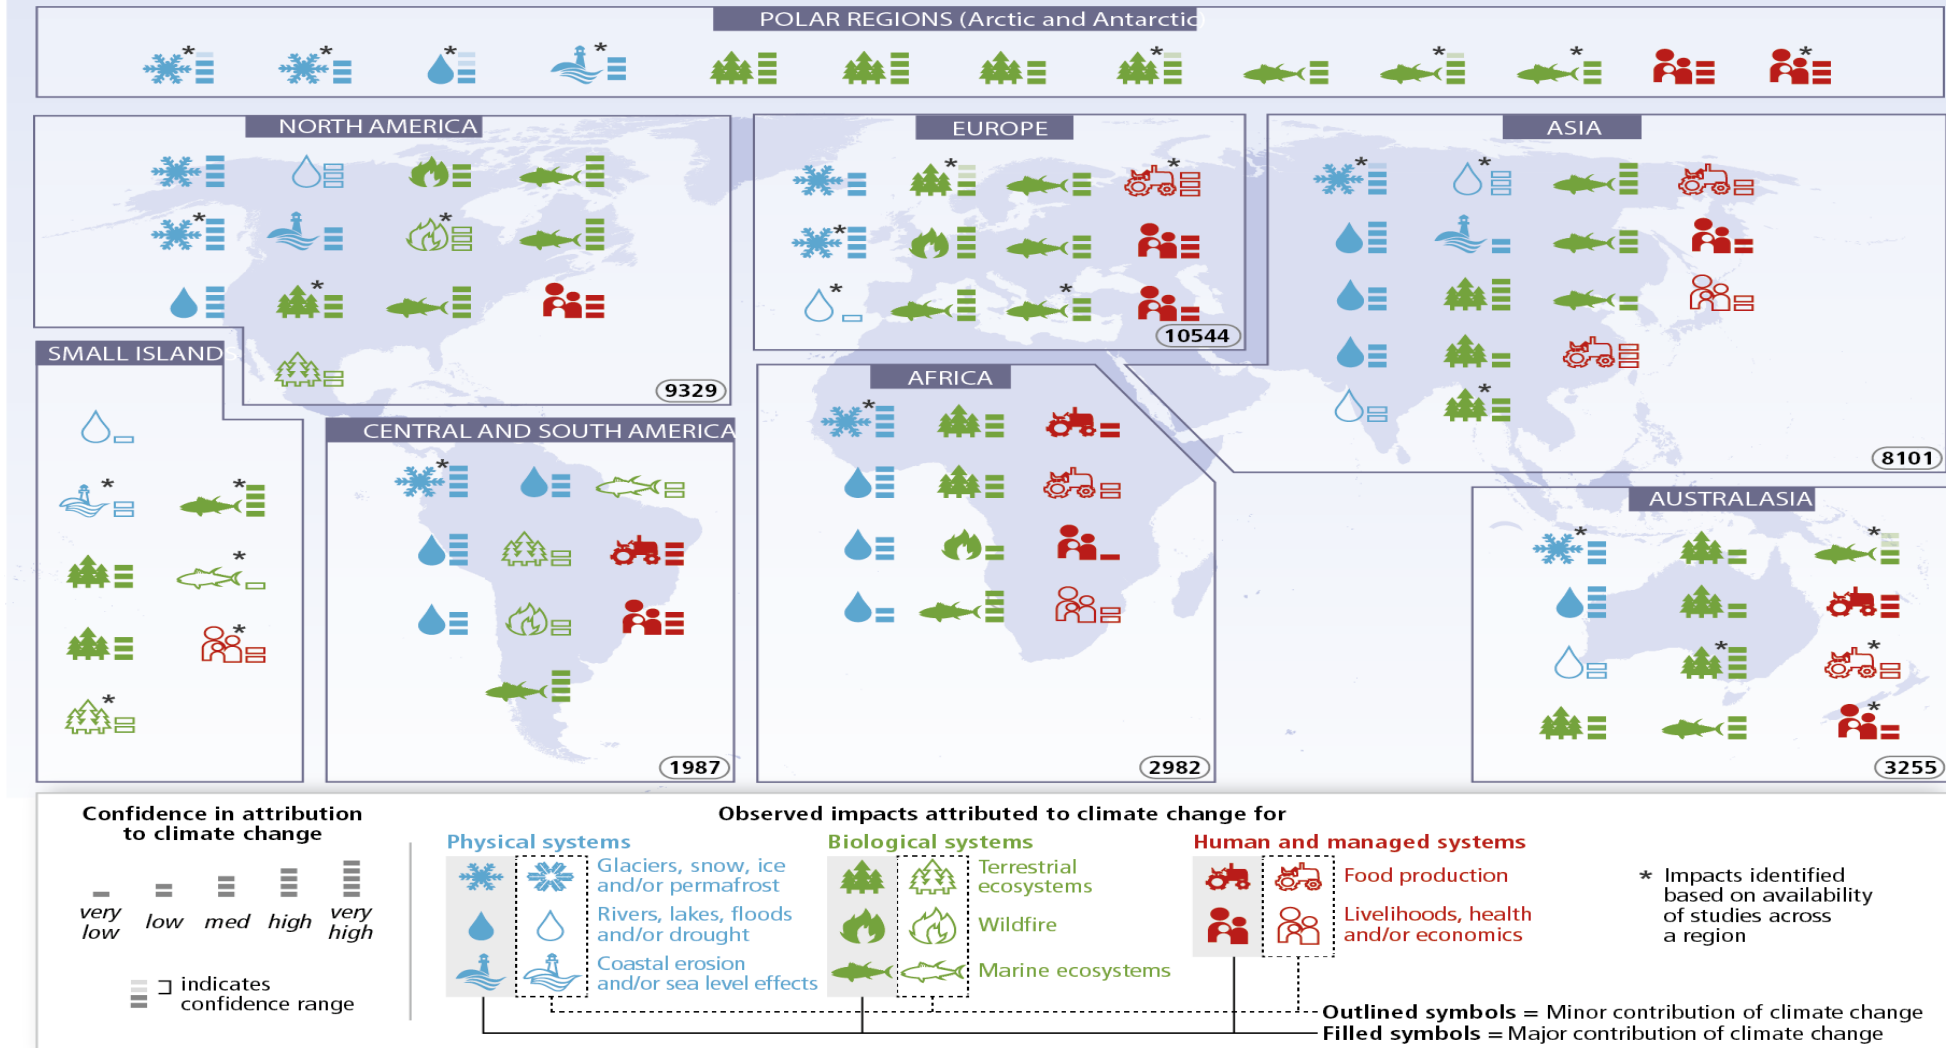 POLAR REGIONS (Arctic and Antarctic)
NORTH AMERICA
EUROPE
ASIA
10544
SMALL ISLANDS
9329
AFRICA
CENTRAL AND SOUTH AMERICA
8101
AUSTRALASIA
1987
2982
3255
Confidence in attribution
to climate change
very
low
low
med
high
very
high
indicates
confidence range
Observed impacts attributed to climate change for
Physical systems
Glaciers, snow, ice
and/or permafrost
Rivers, lakes, floods
and/or drought
Coastal erosion
and/or sea level effects
Biological systems
Terrestrial
ecosystems
Wildfire
Marine ecosystems
Human and managed systems
Food production
Livelihoods, health
and/or economics
* Impacts identified
based on availability
of studies across
a region
Outlined symbols = Minor contribution of climate change
Filled symbols = Major contribution of climate change